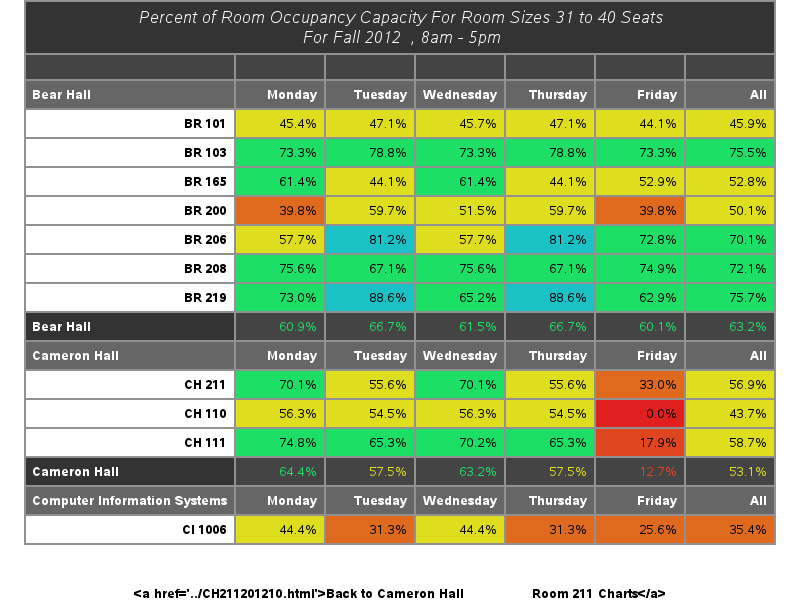 Percent of Room Occupancy Capacity For Room Sizes 31 to 40 Seats
For Fall 2012 , 8am - 5pm
Bear Hall Monday Tuesday Wednesday Thursday Friday All
BR 101 45.4% 47.1% 45.7% 47.1% 44.1% 45.9%
BR 103 73.3% 78.8% 73.3% 78.8% 73.3% 75.5%
BR 165 61.4% 44.1% 61.4% 44.1% 52.9% 52.8%
BR 200 39.8% 59.7% 51.5% 59.7% 39.8% 50.1%
BR 206 57.7% 81.2% 57.7% 81.2% 72.8% 70.1%
BR 208 75.6% 67.1% 75.6% 67.1% 74.9% 72.1%
BR 219 73.0% 88.6% 65.2% 88.6% 62.9% 75.7%
Bear Hall 60.9% 66.7% 61.5% 66.7% 60.1% 63.2%
Cameron Hall Monday Tuesday Wednesday Thursday Friday All
CH 211 70.1% 55.6% 70.1% 55.6% 33.0% 56.9%
CH 110 56.3% 54.5% 56.3% 54.5% 0.0% 43.7%
CH 111 74.8% 65.3% 70.2% 65.3% 17.9% 58.7%
Cameron Hall 64.4% 57.5% 63.2% 57.5% 12.7% 53.1%
Computer Information Systems Monday Tuesday Wednesday Thursday Friday All
CI 1006 44.4% 31.3% 44.4% 31.3% 25.6% 35.4%
<a href='../CH211201210.html'>Back to Cameron Hall Room 211 Charts</a>